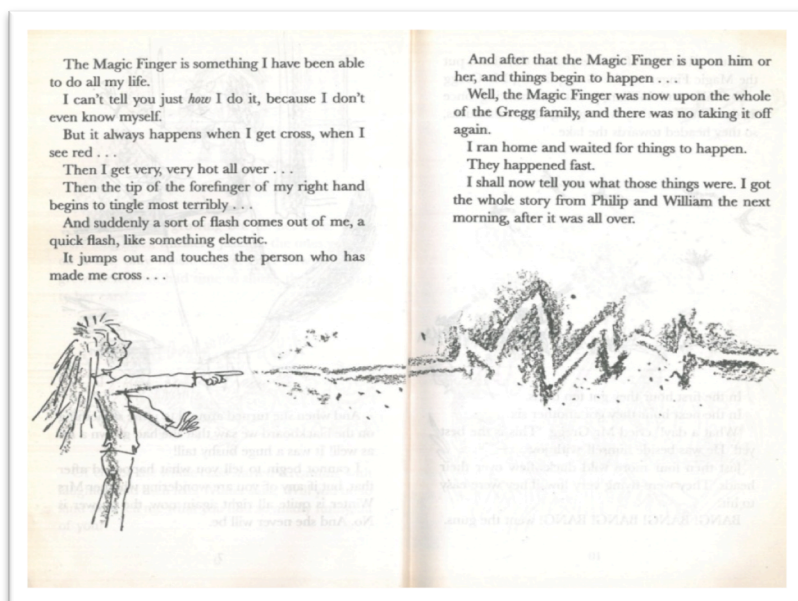 The Magic Finger is something I have been able
to do all my life.
I can't tell you just how I do it, because I don't
even know myself.
But it always happens when I get cross, when I
see red . . .
Then I get very, very hot all over . . .
Then the tip of the forefinger of my right hand
begins to tingle most terribly . . .
And suddenly a sort of flash comes out of me, a
quick flash, like something electric.
It jumps out and touches the person who has
made me cross . . .
And after that the Magic Finger is upon him or
her, and things begin to happen . . .
Well, the Magic Finger was now upon the whole
of the Gregg family, and there was no taking it off
again.
I ran home and waited for things to happen.
They happened fast.
I shall now tell you what those things were. I got
the whole story from Philip and William the next
morning, after it was all over.